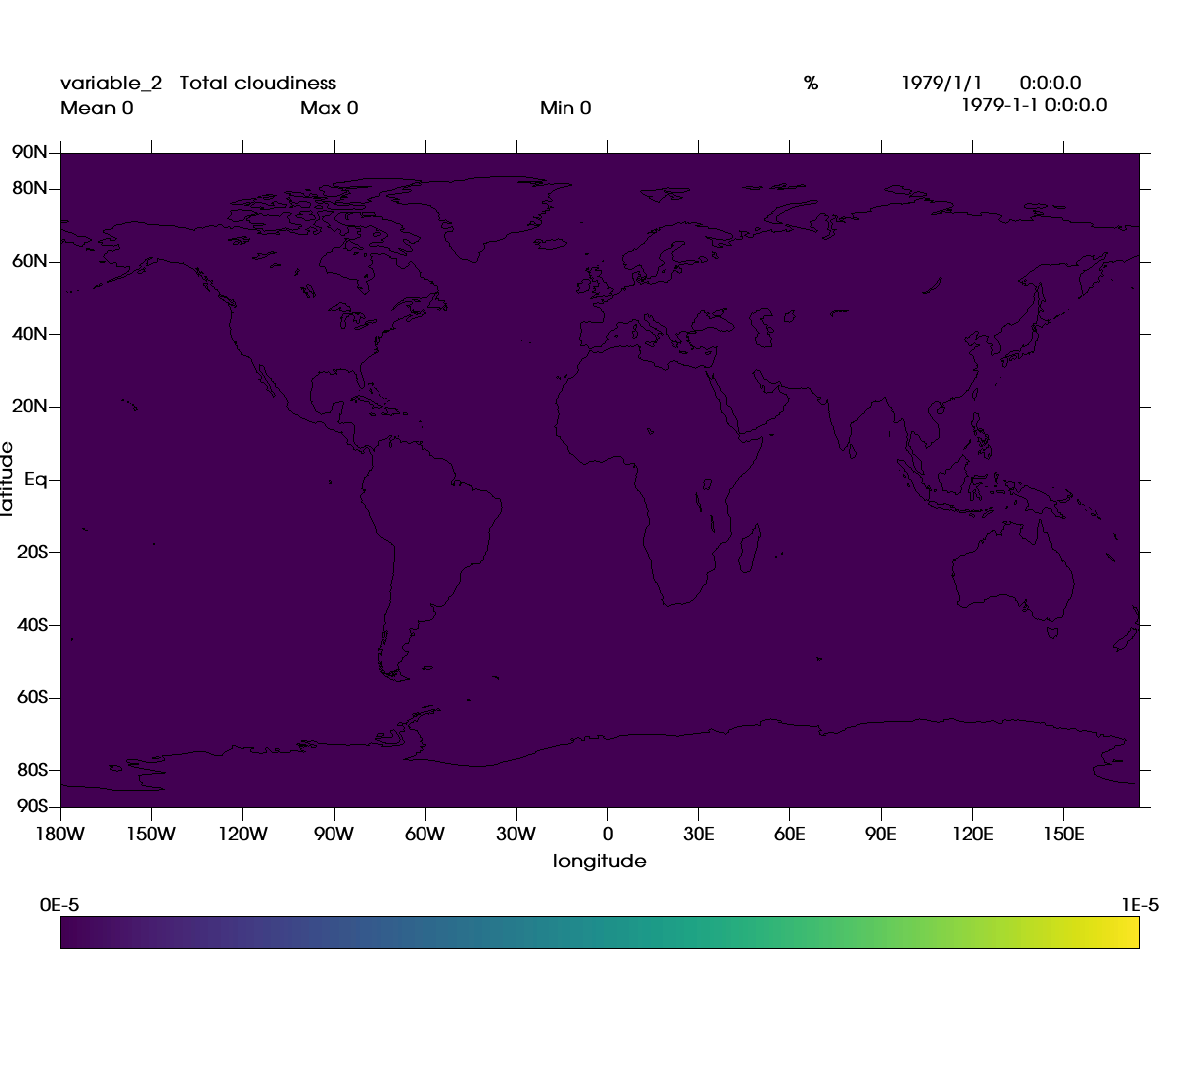 variable_2 Total cloudiness % 1979/1/1 0:0:0.0
Mean 0 Max 0 Min 0 1979-1-1 0:0:0.0
90N
80N
60N
40N
20N
Eq
20S
40S
60S
80S
90S
latitude
180W 150W 120W 90W 60W 30W 0 30E 60E 90E 120E 150E
longitude
0E-5 1E-5